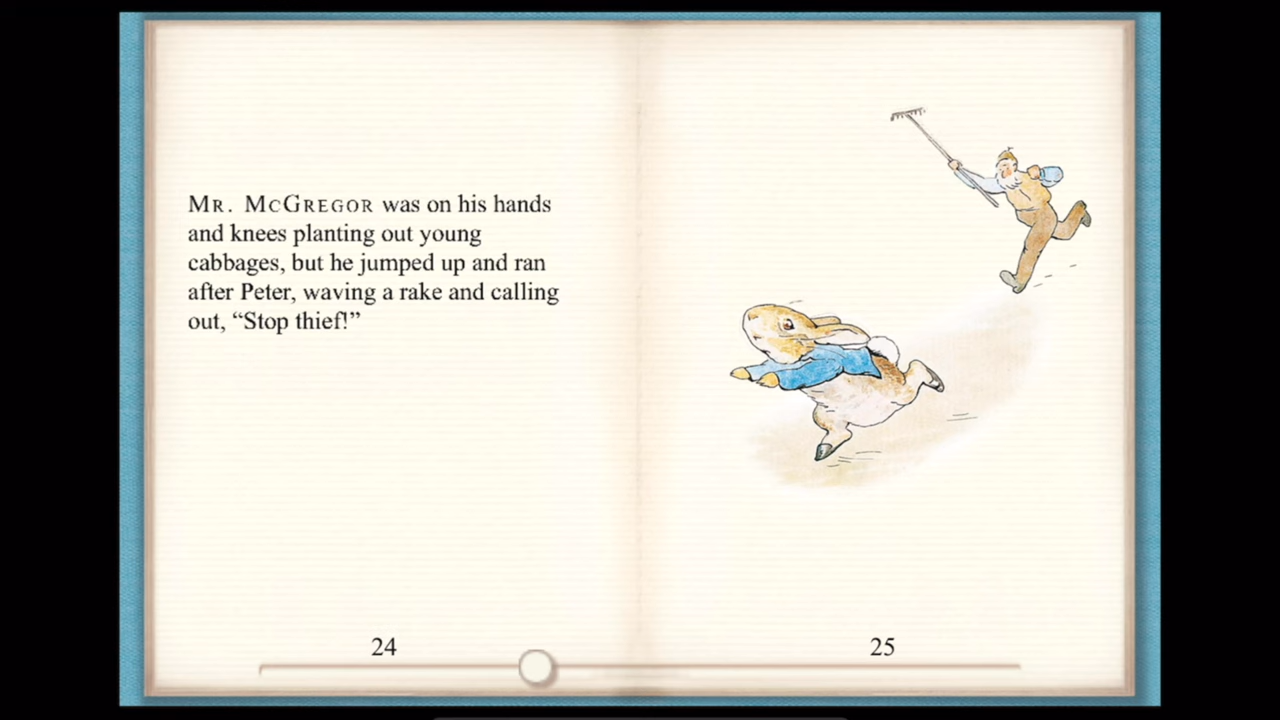 MR. MCGREGOR was on his hands
and knees planting out young
cabbages, but he jumped up and ran
after Peter, waving a rake and calling
out, “Stop thief!”
24
25